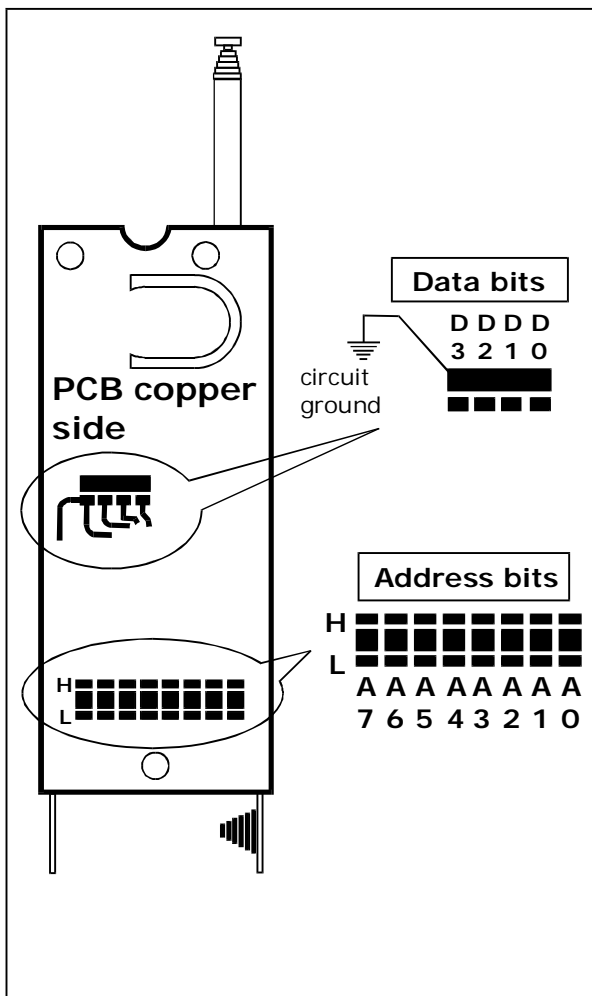 Data bits
D D D D
3 2 1 0
circuit
ground
PCB copper
side
Address bits
H
L
A A A A A A A A
7 6 5 4 3 2 1 0
H
L